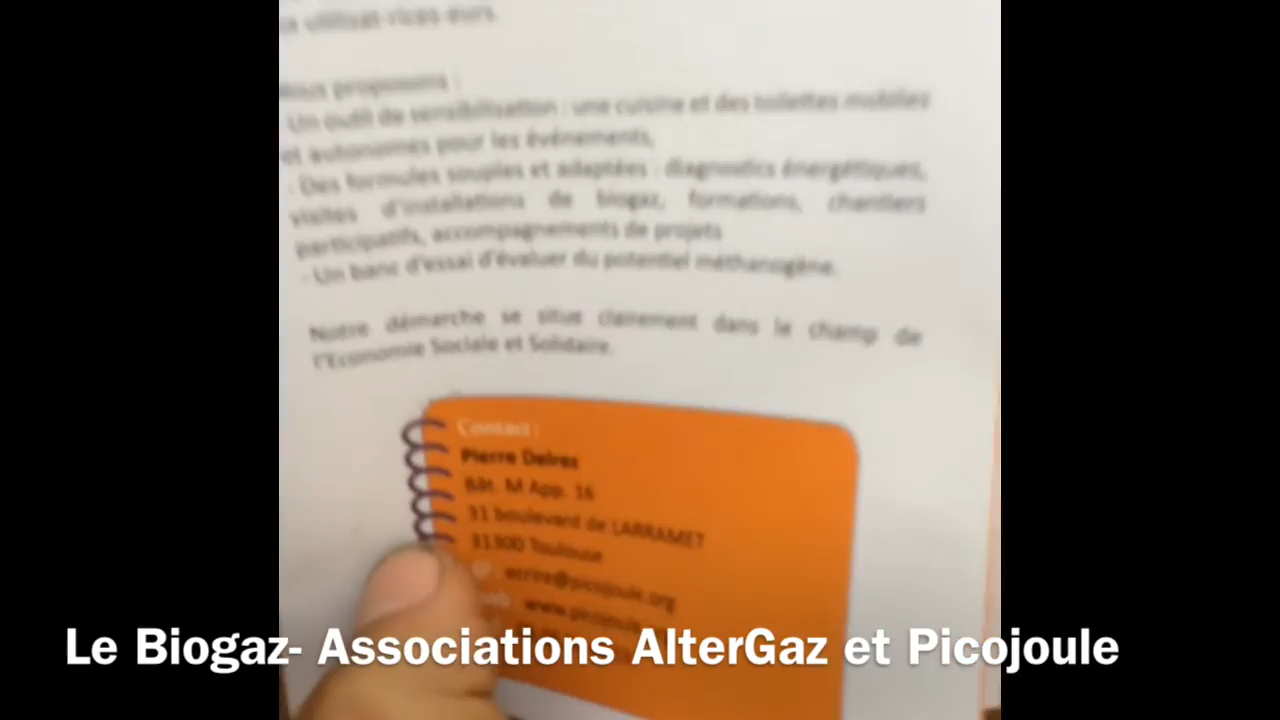 utilisat·rices·eurs.
Nous proposons :
- Un outil de sensibilisation : une cuisine et des toilettes mobiles
et autonomes pour les événements,
- Des formules souples et adaptées : diagnostics énergétiques,
visites d'installations de biogaz, formations, chantiers
participatifs, accompagnements de projets
- Un banc d'essai d'évaluer du potentiel méthanogène.
Notre démarche se situe clairement dans le champ de
l'Economie Sociale et Solidaire.
Contact :
Pierre Delrez
Bât. M App. 16
31 boulevard de LARRAMET
31300 Toulouse
ecrire@picojoule.org
Le Biogaz- Associations AlterGaz et Picojoule